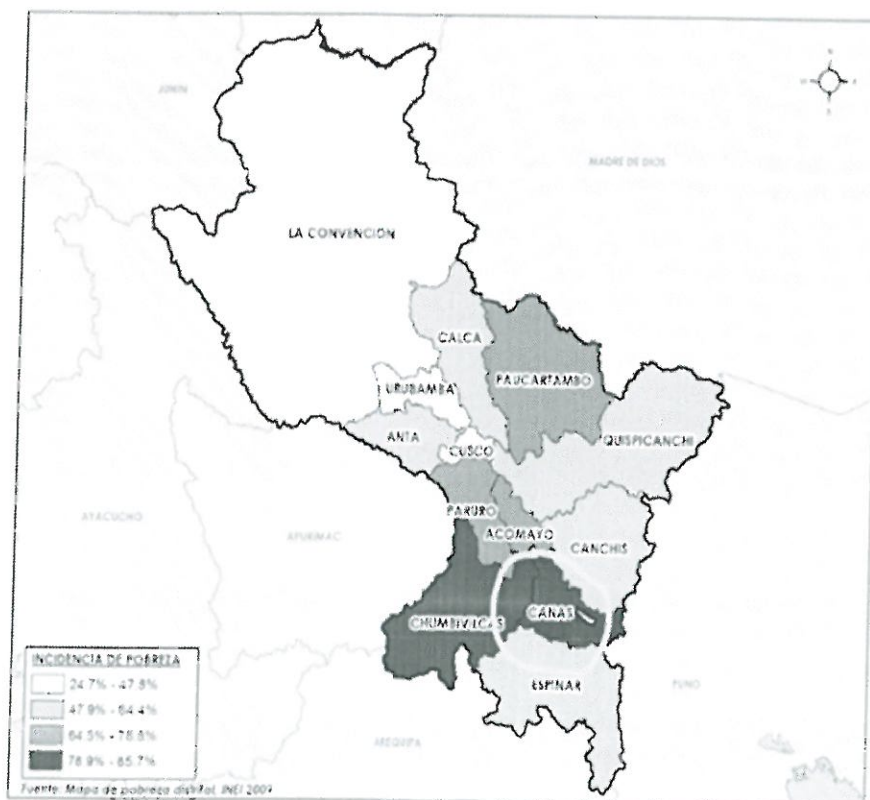 N
JUNIN
MADRE DE DIOS
LA CONVENCION
CALCA
PAUCARTAMBO
URUBAMBA
ANTA
CUSCO
QUISPICANCHI
AYACUCHO
APURIMAC
PARURO
ACOMAYO
CANCHIS
CHUMBIVILCAS
CANAS
ESPINAR
PUNO
AREQUIPA
INCIDENCIA DE POBREZA
24.7% - 47.8%
47.9% - 64.4%
64.5% - 78.8%
78.9% - 85.7%
Fuente: Mapa de pobreza distrital, INEI 2009